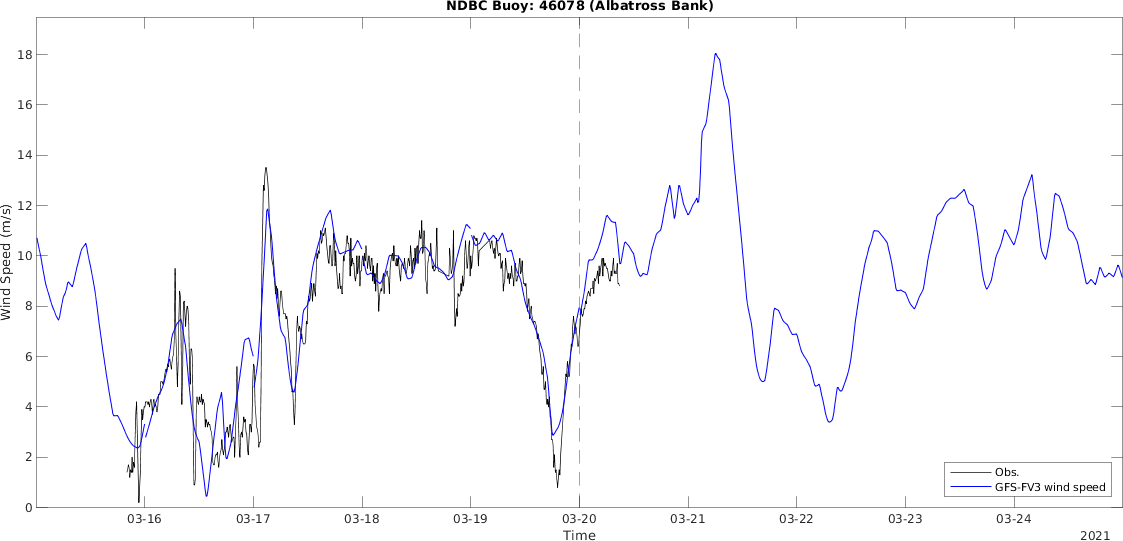 NDBC Buoy: 46078 (Albatross Bank)
Wind Speed (m/s)
18
16
14
12
10
8
6
4
2
0
03-16 03-17 03-18 03-19 03-20 03-21 03-22 03-23 03-24
Time
2021
Obs.
GFS-FV3 wind speed